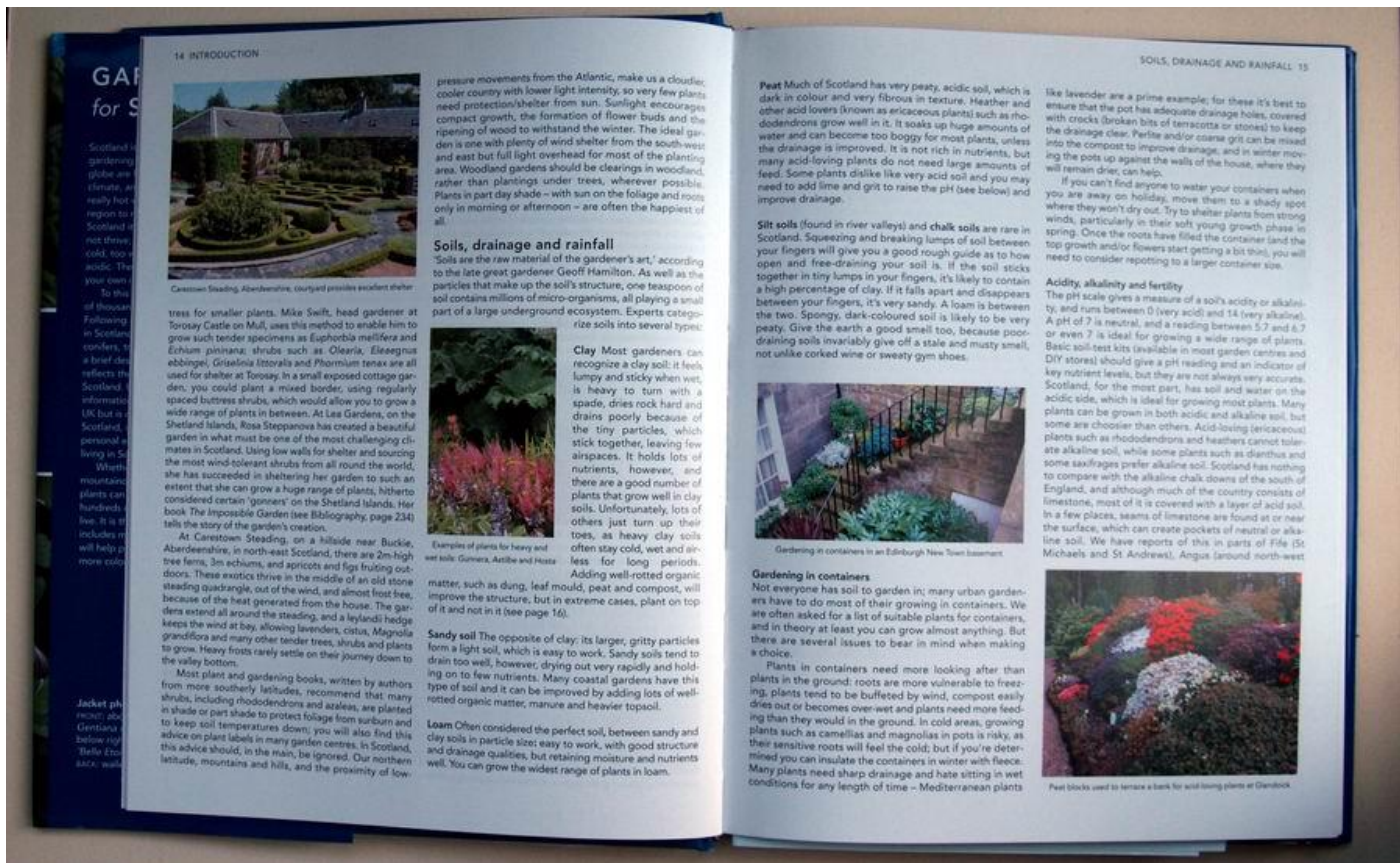 GAR
for S
Scotland i
gardening
globe are
climate, a
really hot
region to
Scotland i
not thrive
cold, too
acidic. The
your own
To this
of thousan
Following
in Scotlan
conifers, t
a brief des
reflects th
Scotland.
informatio
UK but is
Scotland,
personal e
living in Sc
Wheth
mountaino
plants can
hundreds
live. It is th
includes m
will help p
more colo
Jacket ph
FRONT: abo
Gentiana
below rig
'Belle Eto
BACK: walle
14 INTRODUCTION
Carestown Steading, Aberdeenshire, courtyard provides excellent shelter
tress for smaller plants. Mike Swift, head gardener at
Torosay Castle on Mull, uses this method to enable him to
grow such tender specimens as Euphorbia mellifera and
Echium pininana; shrubs such as Olearia, Eleagnus
ebbingei, Griselinia littoralis and Phormium tenax are all
used for shelter at Torosay. In a small exposed cottage gar-
den, you could plant a mixed border, using regularly
spaced buttress shrubs, which would allow you to grow a
wide range of plants in between. At Lea Gardens, on the
Shetland Islands, Rosa Steppanova has created a beautiful
garden in what must be one of the most challenging cli-
mates in Scotland. Using low walls for shelter and sourcing
the most wind-tolerant shrubs from all round the world,
she has succeeded in sheltering her garden to such an
extent that she can grow a huge range of plants, hitherto
considered certain 'gonners' on the Shetland Islands. Her
book The Impossible Garden (see Bibliography, page 234)
tells the story of the garden's creation.
At Carestown Steading, on a hillside near Buckie,
Aberdeenshire, in north-east Scotland, there are 2m-high
tree ferns, 3m echiums, and apricots and figs fruiting out-
doors. These exotics thrive in the middle of an old stone
steading quadrangle, out of the wind, and almost frost free,
because of the heat generated from the house. The gar-
dens extend all around the steading, and a leylandii hedge
keeps the wind at bay, allowing lavenders, cistus, Magnolia
grandiflora and many other tender trees, shrubs and plants
to grow. Heavy frosts rarely settle on their journey down to
the valley bottom.
Most plant and gardening books, written by authors
from more southerly latitudes, recommend that many
shrubs, including rhododendrons and azaleas, are planted
in shade or part shade to protect foliage from sunburn and
to keep soil temperatures down; you will also find this
advice on plant labels in many garden centres. In Scotland,
this advice should, in the main, be ignored. Our northern
latitude, mountains and hills, and the proximity of low-
pressure movements from the Atlantic, make us a cloudier,
cooler country with lower light intensity, so very few plants
need protection/shelter from sun. Sunlight encourages
compact growth, the formation of flower buds and the
ripening of wood to withstand the winter. The ideal gar-
den is one with plenty of wind shelter from the south-west
and east but full light overhead for most of the planting
area. Woodland gardens should be clearings in woodland,
rather than plantings under trees, wherever possible.
Plants in part day shade – with sun on the foliage and roots
only in morning or afternoon – are often the happiest of
all.
Soils, drainage and rainfall
'Soils are the raw material of the gardener's art,' according
to the late great gardener Geoff Hamilton. As well as the
particles that make up the soil's structure, one teaspoon of
soil contains millions of micro-organisms, all playing a small
part of a large underground ecosystem. Experts catego-
rize soils into several types:
Clay Most gardeners can
recognize a clay soil: it feels
lumpy and sticky when wet,
is heavy to turn with a
spade, dries rock hard and
drains poorly because of
the tiny particles, which
stick together, leaving few
airspaces. It holds lots of
nutrients, however, and
there are a good number of
plants that grow well in clay
soils. Unfortunately, lots of
others just turn up their
toes, as heavy clay soils
often stay cold, wet and air-
less for long periods.
Adding well-rotted organic
Examples of plants for heavy and
wet soils: Gunnera, Astilbe and Hosta
matter, such as dung, leaf mould, peat and compost, will
improve the structure, but in extreme cases, plant on top
of it and not in it (see page 16).
Sandy soil The opposite of clay: its larger, gritty particles
form a light soil, which is easy to work. Sandy soils tend to
drain too well, however, drying out very rapidly and hold-
ing on to few nutrients. Many coastal gardens have this
type of soil and it can be improved by adding lots of well-
rotted organic matter, manure and heavier topsoil.
Loam Often considered the perfect soil, between sandy and
clay soils in particle size: easy to work, with good structure
and drainage qualities, but retaining moisture and nutrients
well. You can grow the widest range of plants in loam.
SOILS, DRAINAGE AND RAINFALL 15
Peat Much of Scotland has very peaty, acidic soil, which is
dark in colour and very fibrous in texture. Heather and
other acid lovers (known as ericaceous plants) such as rho-
dodendrons grow well in it. It soaks up huge amounts of
water and can become too boggy for most plants, unless
the drainage is improved. It is not rich in nutrients, but
many acid-loving plants do not need large amounts of
feed. Some plants dislike like very acid soil and you may
need to add lime and grit to raise the pH (see below) and
improve drainage.
Silt soils (found in river valleys) and chalk soils are rare in
Scotland. Squeezing and breaking lumps of soil between
your fingers will give you a good rough guide as to how
open and free-draining your soil is. If the soil sticks
together in tiny lumps in your fingers, it's likely to contain
a high percentage of clay. If it falls apart and disappears
between your fingers, it's very sandy. A loam is between
the two. Spongy, dark-coloured soil is likely to be very
peaty. Give the earth a good smell too, because poor-
draining soils invariably give off a stale and musty smell,
not unlike corked wine or sweaty gym shoes.
Gardening in containers in an Edinburgh New Town basement
Gardening in containers
Not everyone has soil to garden in; many urban garden-
ers have to do most of their growing in containers. We
are often asked for a list of suitable plants for containers,
and in theory at least you can grow almost anything. But
there are several issues to bear in mind when making
a choice.
Plants in containers need more looking after than
plants in the ground: roots are more vulnerable to freez-
ing, plants tend to be buffeted by wind, compost easily
dries out or becomes over-wet and plants need more feed-
ing than they would in the ground. In cold areas, growing
plants such as camellias and magnolias in pots is risky, as
their sensitive roots will feel the cold; but if you're deter-
mined you can insulate the containers in winter with fleece.
Many plants need sharp drainage and hate sitting in wet
conditions for any length of time – Mediterranean plants
like lavender are a prime example; for these it's best to
ensure that the pot has adequate drainage holes, covered
with crocks (broken bits of terracotta or stones) to keep
the drainage clear. Perlite and/or coarse grit can be mixed
into the compost to improve drainage, and in winter mov-
ing the pots up against the walls of the house, where they
will remain drier, can help.
If you can't find anyone to water your containers when
you are away on holiday, move them to a shady spot
where they won't dry out. Try to shelter plants from strong
winds, particularly in their soft young growth phase in
spring. Once the roots have filled the container (and the
top growth and/or flowers start getting a bit thin), you will
need to consider repotting to a larger container size.
Acidity, alkalinity and fertility
The pH scale gives a measure of a soil's acidity or alkalini-
ty, and runs between 0 (very acid) and 14 (very alkaline).
A pH of 7 is neutral, and a reading between 5.7 and 6.7
or even 7 is ideal for growing a wide range of plants.
Basic soil-test kits (available in most garden centres and
DIY stores) should give a pH reading and an indicator of
key nutrient levels, but they are not always very accurate.
Scotland, for the most part, has soil and water on the
acidic side, which is ideal for growing most plants. Many
plants can be grown in both acidic and alkaline soil, but
some are choosier than others. Acid-loving (ericaceous)
plants such as rhododendrons and heathers cannot toler-
ate alkaline soil, while some plants such as dianthus and
some saxifrages prefer alkaline soil. Scotland has nothing
to compare with the alkaline chalk downs of the south of
England, and although much of the country consists of
limestone, most of it is covered with a layer of acid soil.
In a few places, seams of limestone are found at or near
the surface, which can create pockets of neutral or alka-
line soil. We have reports of this in parts of Fife (St
Michaels and St Andrews), Angus (around north-west
Peat blocks used to terrace a bank for acid-loving plants at Glendoick